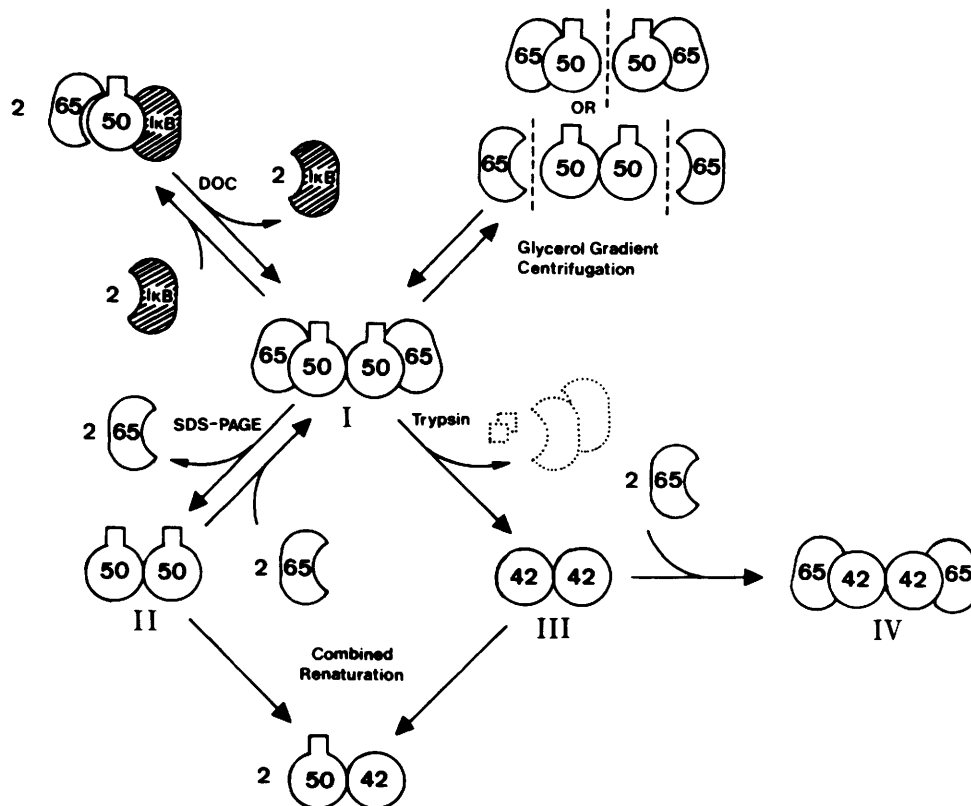 65 50 50 65
OR
65 50 50 65
2 65 50 IκB
DOC
2 IκB
2 IκB
Glycerol Gradient
Centrifugation
65 50 50 65
I
2 65
SDS-PAGE
Trypsin
2 65
50 50
II
2 65
42 42
III
65 42 42 65
IV
Combined
Renaturation
2 50 42